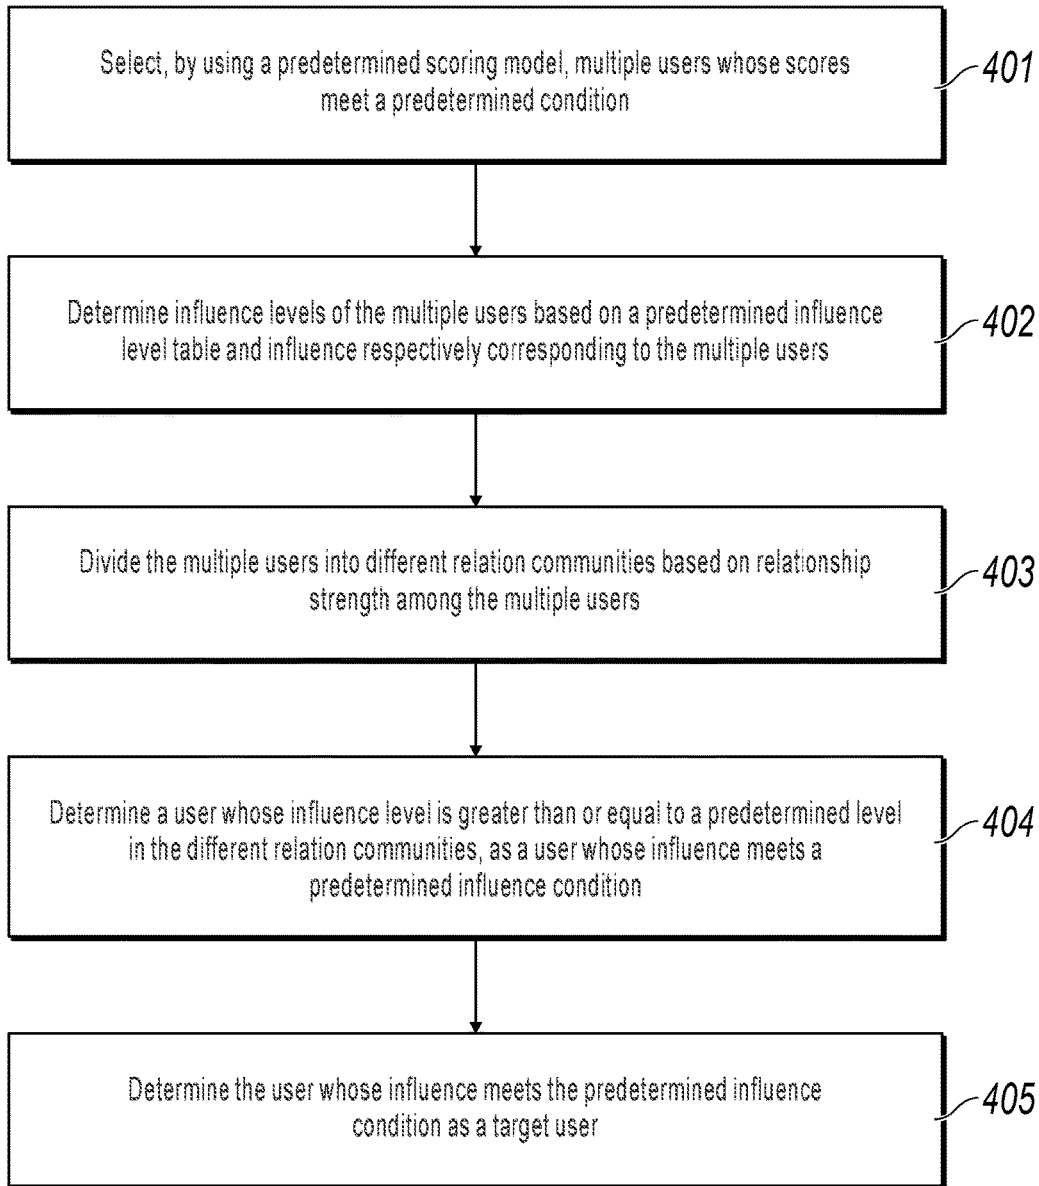 Select, by using a predetermined scoring model, multiple users whose scores
meet a predetermined condition
401
Determine influence levels of the multiple users based on a predetermined influence
level table and influence respectively corresponding to the multiple users
402
Divide the multiple users into different relation communities based on relationship
strength among the multiple users
403
Determine a user whose influence level is greater than or equal to a predetermined level
in the different relation communities, as a user whose influence meets a
predetermined influence condition
404
Determine the user whose influence meets the predetermined influence
condition as a target user
405